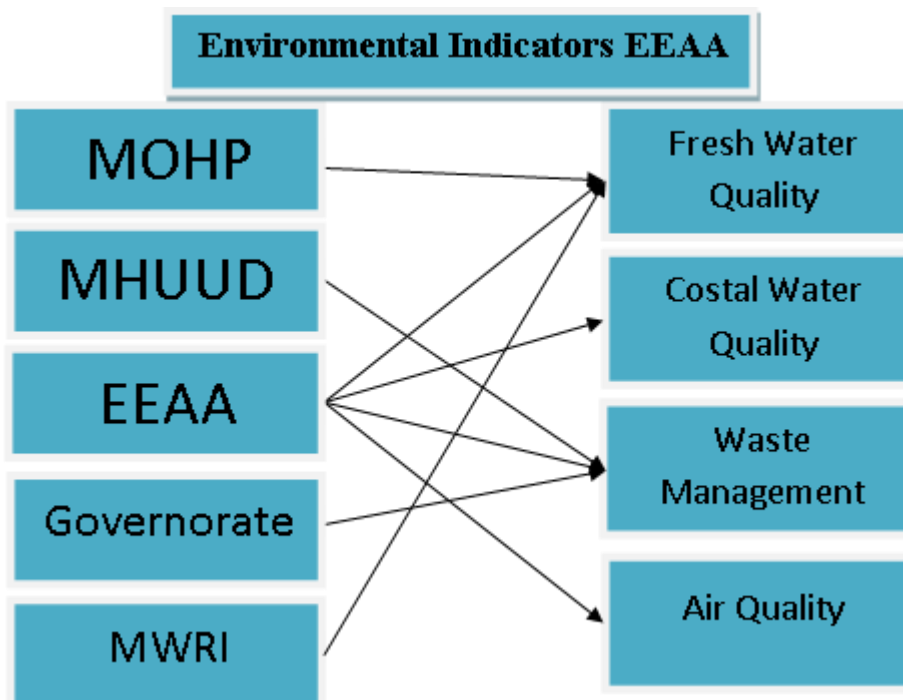 Environmental Indicators EEAA
MOHP
MHUUD
EEAA
Governorate
MWRI
Fresh Water
Quality
Costal Water
Quality
Waste
Management
Air Quality